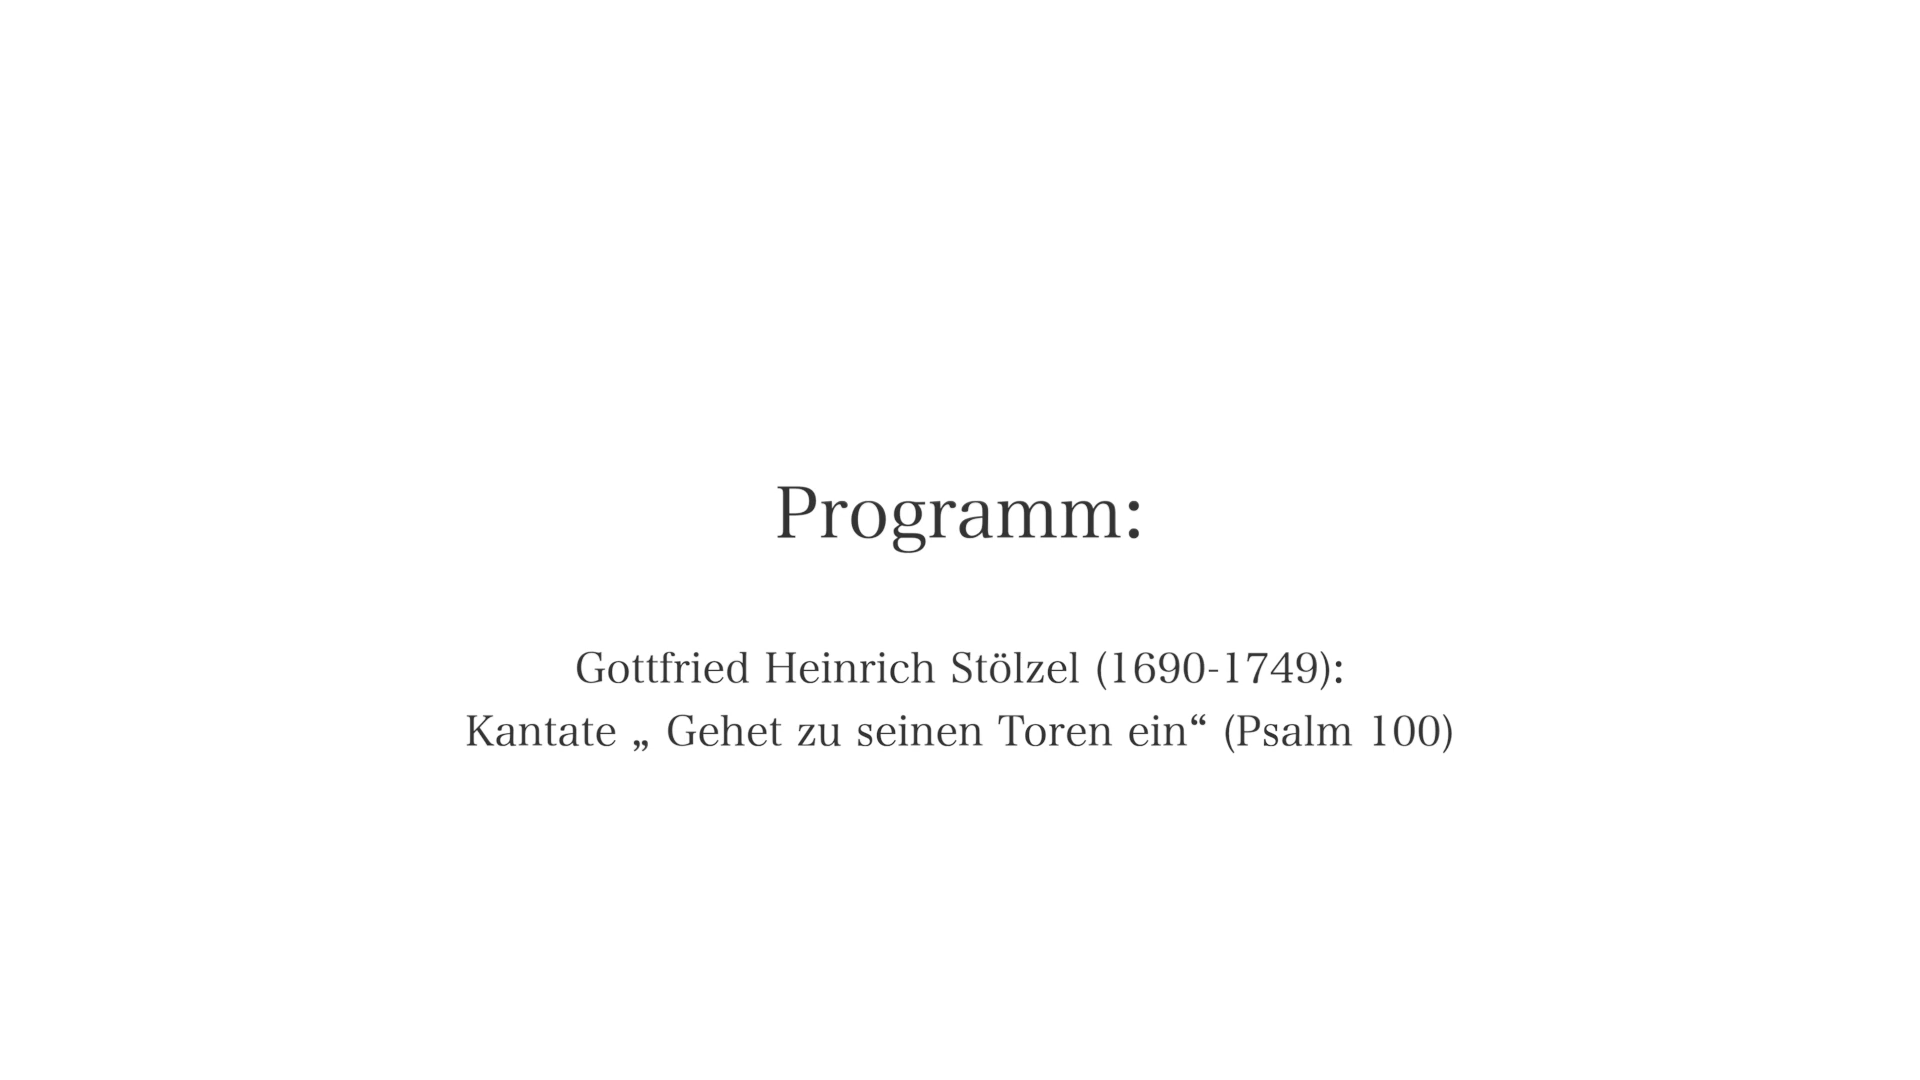 Programm:
Gottfried Heinrich Stölzel (1690-1749):
Kantate „ Gehet zu seinen Toren ein“ (Psalm 100)